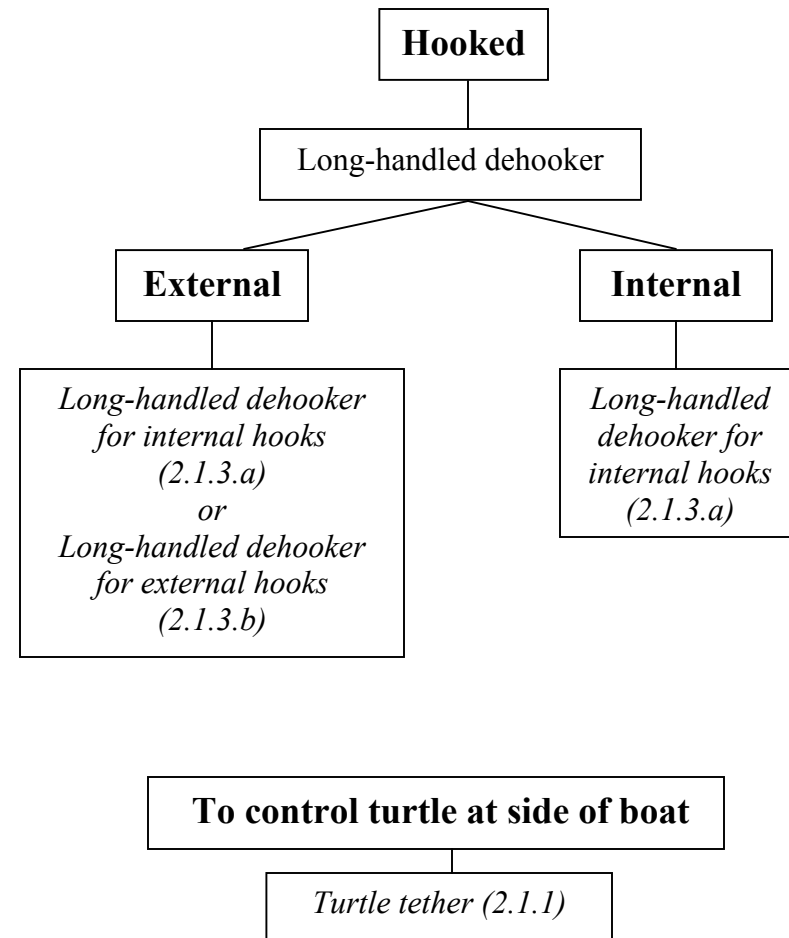 Hooked
Long-handled dehooker
External
Internal
Long-handled dehooker
for internal hooks
(2.1.3.a)
or
Long-handled dehooker
for external hooks
(2.1.3.b)
Long-handled
dehooker for
internal hooks
(2.1.3.a)
To control turtle at side of boat
Turtle tether (2.1.1)